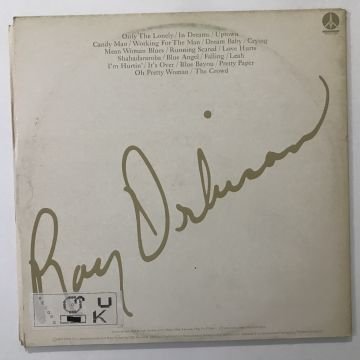 Only The Lonely / In Dreams / Uptown
Candy Man / Working For The Man / Dream Baby / Crying
Mean Woman Blues / Running Scared / Love Hurts
Shahadararoba / Blue Angel / Falling / Leah
I'm Hurtin' / It's Over / Blue Bayou / Pretty Paper
Oh Pretty Woman / The Crowd
Roy Orbison
U
K